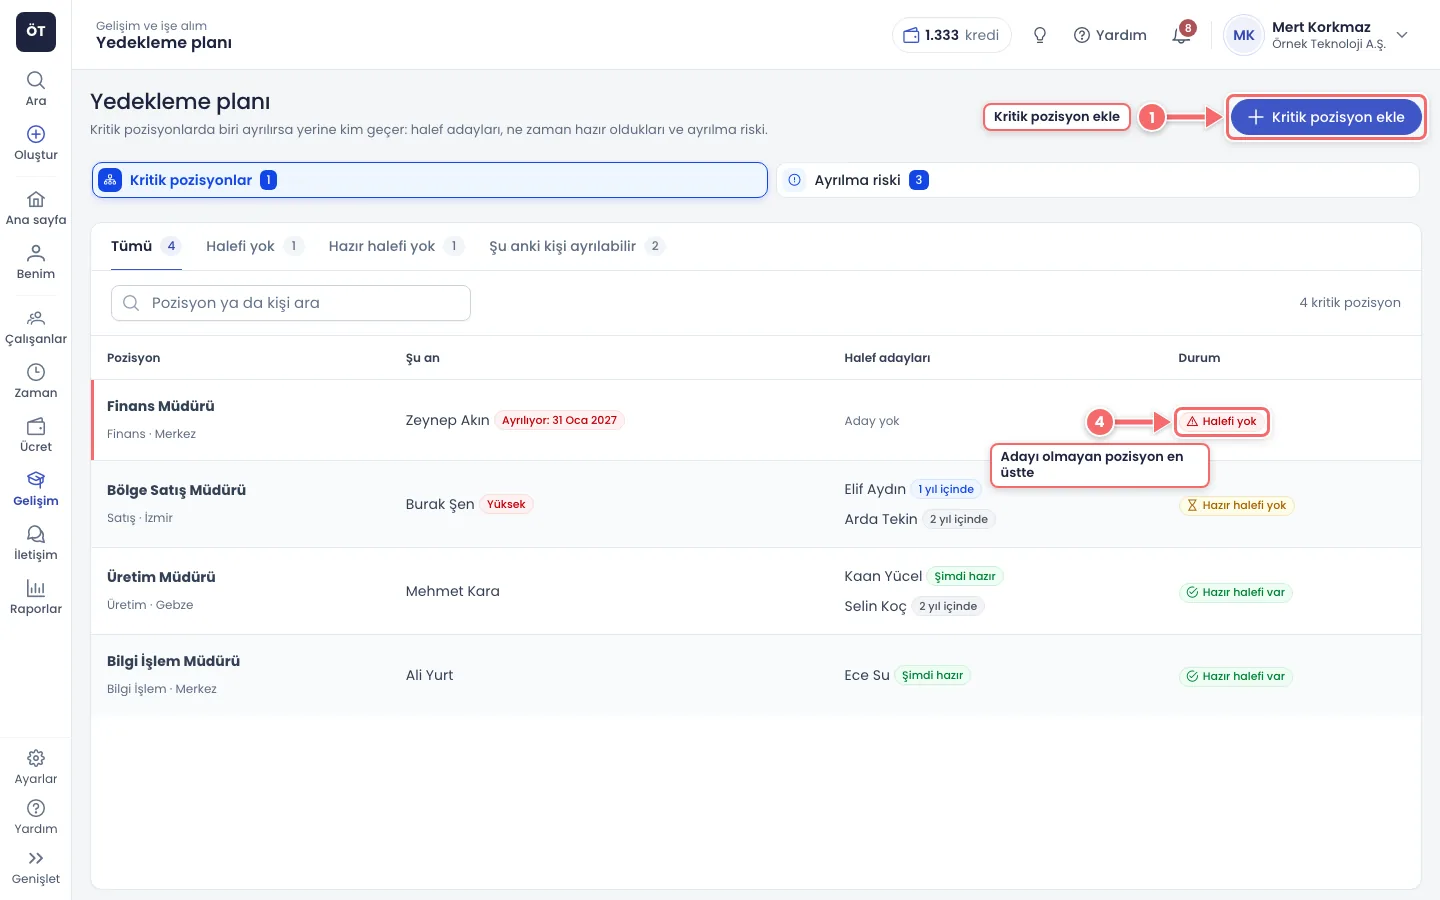 ÖT
Ara
Oluştur
Ana sayfa
Benim
Çalışanlar
Zaman
Ücret
Gelişim
İletişim
Raporlar
Ayarlar
Yardım
Genişlet
Gelişim ve işe alım
Yedekleme planı
1.333 kredi
Yardım
8
MK
Mert Korkmaz
Örnek Teknoloji A.Ş.
Yedekleme planı
Kritik pozisyonlarda biri ayrılırsa yerine kim geçer: halef adayları, ne zaman hazır oldukları ve ayrılma riski.
Kritik pozisyon ekle
1
Kritik pozisyon ekle
Kritik pozisyonlar 1
Ayrılma riski 3
Tümü 4
Halefi yok 1
Hazır halefi yok 1
Şu anki kişi ayrılabilir 2
Pozisyon ya da kişi ara
4 kritik pozisyon
Pozisyon
Şu an
Halef adayları
Durum
Finans Müdürü
Finans · Merkez
Zeynep Akın Ayrılıyor: 31 Oca 2027
Aday yok
4
Halefi yok
Adayı olmayan pozisyon en
üstte
Bölge Satış Müdürü
Satış · İzmir
Burak Şen Yüksek
Elif Aydın 1 yıl içinde
Arda Tekin 2 yıl içinde
Hazır halefi yok
Üretim Müdürü
Üretim · Gebze
Mehmet Kara
Kaan Yücel Şimdi hazır
Selin Koç 2 yıl içinde
Hazır halefi var
Bilgi İşlem Müdürü
Bilgi İşlem · Merkez
Ali Yurt
Ece Su Şimdi hazır
Hazır halefi var